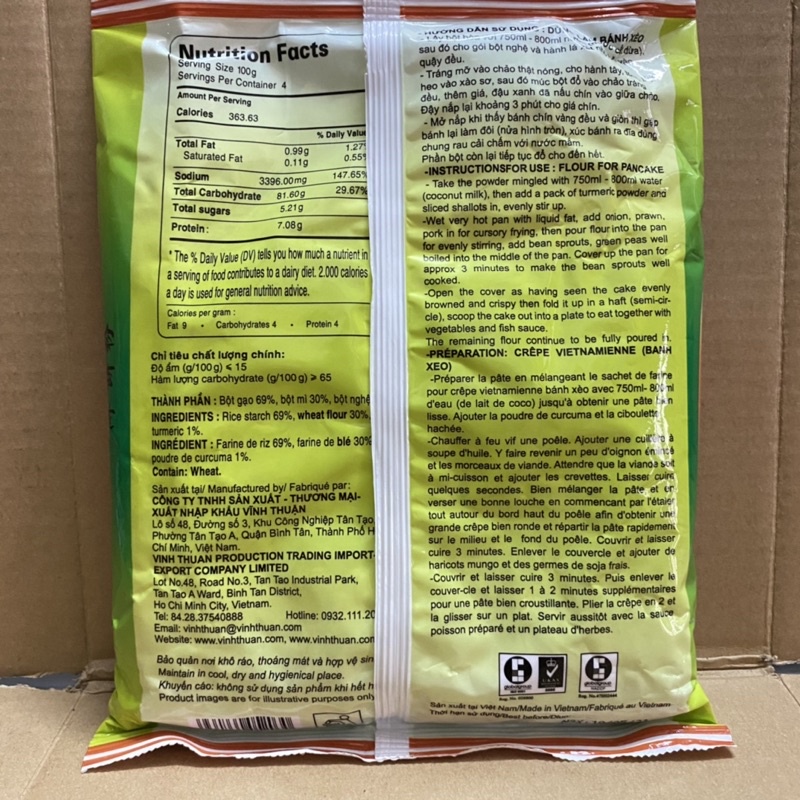 Nutrition Facts
Serving Size 100g
Servings Per Container 4
Amount Per Serving
Calories 363.63
% Daily Value
Total Fat 0.99g 1.27
Saturated Fat 0.11g 0.55%
Sodium 3396.00mg 147.65%
Total Carbohydrate 81.60g 29.67%
Total sugars 5.21g
Protein: 7.08g
* The % Daily Value (DV) tells you how much a nutrient in
a serving of food contributes to a dairy diet. 2.000 calories
a day is used for general nutrition advice.
Calories per gram :
Fat 9 • Carbohydrates 4 • Protein 4
Chỉ tiêu chất lượng chính:
Độ ẩm (g/100 g) ≤ 15
Hàm lượng carbohydrate (g/100 g) ≥ 65
THÀNH PHẦN : Bột gạo 69%, bột mì 30%, bột nghệ
INGREDIENTS : Rice starch 69%, wheat flour 30%,
turmeric 1%.
INGRÉDIENT : Farine de riz 69%, farine de blé 30%
poudre de curcuma 1%.
Contain: Wheat.
Sản xuất tại/ Manufactured by/ Fabriqué par:
CÔNG TY TNHH SẢN XUẤT - THƯƠNG MẠI-
XUẤT NHẬP KHẨU VĨNH THUẬN
Lô số 48, Đường số 3, Khu Công Nghiệp Tân Tạo
Phường Tân Tạo A, Quận Bình Tân, Thành Phố H
Chí Minh, Việt Nam.
VINH THUAN PRODUCTION TRADING IMPORT-
EXPORT COMPANY LIMITED
Lot No.48, Road No.3, Tan Tao Industrial Park,
Tan Tao A Ward, Binh Tan District,
Ho Chi Minh City, Vietnam.
Tel: 84.28.37540888 Hotline: 0932.111.20
Email: vinhthuan@vinhthuan.com
Website: www.vinhthuan.com, www.vinhthuan.com
Bảo quản nơi khô ráo, thoáng mát và hợp vệ sin
Maintain in cool, dry and hygienical place.
Khuyến cáo: không sử dụng sản phẩm khi hết h
Product images are for illustrative purposes only
HƯỚNG DẪN SỬ DỤNG :
750ml - 800ml BÁNH XÈO
sau đó cho gói bột nghệ và hành lá dừa),
quậy đều.
- Tráng mỡ vào chảo thật nóng, cho hành tây,
heo vào xào sơ, sau đó múc bột đổ vào chảo tráng
đều, thêm giá, đậu xanh đã nấu chín vào giữa chảo.
Đậy nắp lại khoảng 3 phút cho giá chín.
- Mở nắp khi thấy bánh chín vàng đều và giòn thì gấp
bánh lại làm đôi (nửa hình tròn), xúc bánh ra đĩa dùng
chung rau cải chấm với nước mắm.
Phần bột còn lại tiếp tục đổ cho đến hết.
-INSTRUCTIONSFOR USE : FLOUR FOR PANCAKE
- Take the powder mingled with 750ml - 800ml water
(coconut milk), then add a pack of turmeric powder and
sliced shallots in, evenly stir up.
-Wet very hot pan with liquid fat, add onion, prawn,
pork in for cursory frying, then pour flour into the pan
for evenly stirring, add bean sprouts, green peas well
boiled into the middle of the pan. Cover up the pan for
approx 3 minutes to make the bean sprouts well
cooked.
-Open the cover as having seen the cake evenly
browned and crispy then fold it up in a haft (semi-cir-
cle), scoop the cake out into a plate to eat together with
vegetables and fish sauce.
The remaining flour continue to be fully poured in.
-PRÉPARATION: CRÊPE VIETNAMIENNE (BANH
XEO)
-Préparer la pâte en mélangeant le sachet de farine
pour crêpe vietnamienne bánh xèo avec 750ml- 800ml
d'eau (de lait de coco) jusqu'à obtenir une pâte bien
lisse. Ajouter la poudre de curcuma et la ciboulette
hachée.
-Chauffer à feu vif une poêle. Ajouter une cuillère à
soupe d'huile. Y faire revenir un peu d'oignon émincé
et les morceaux de viande. Attendre que la viande soit
à mi-cuisson et ajouter les crevettes. Laisser cuire
quelques secondes. Bien mélanger la pâte et en
verser une bonne louche en commencant par l'étaler
tout autour du bord haut du poêle afin d'obtenir une
grande crêpe bien ronde et répartir la pâte rapidement
sur le milieu et le fond du poêle. Couvrir et laisser
cuire 3 minutes. Enlever le couvercle et ajouter de
haricots mungo et des germes de soja frais.
-Couvrir et laisser cuire 3 minutes. Puis enlever le
couver-cle et laisser 1 à 2 minutes supplémentaires
pour une pâte bien croustillante. Plier la crêpe en 2 et
la glisser sur un plat. Servir aussitôt avec la sauce
poisson préparé et un plateau d'herbes.
Sản xuất tại Việt Nam/Made in Vietnam/Fabriqué au Vietnam
Thời hạn sử dụng/Best before/